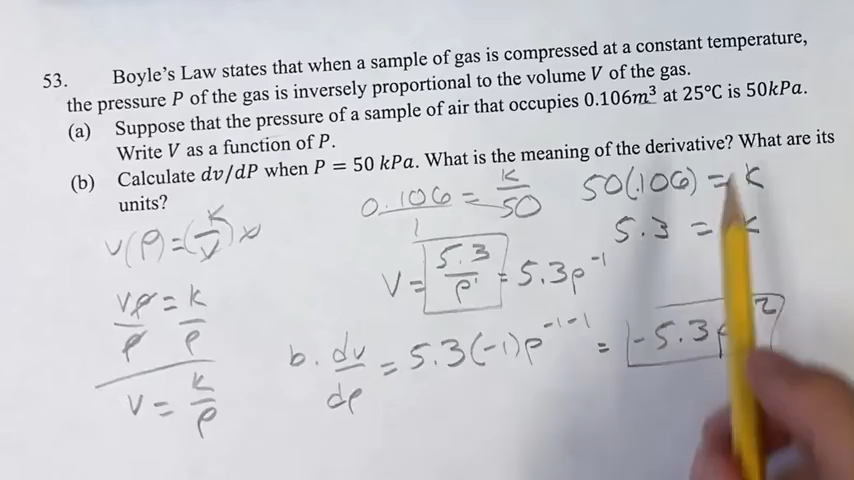 53. Boyle's Law states that when a sample of gas is compressed at a constant temperature,
the pressure P of the gas is inversely proportional to the volume V of the gas.
(a) Suppose that the pressure of a sample of air that occupies 0.106m³ at 25°C is 50kPa.
Write V as a function of P.
(b) Calculate dv/dP when P = 50 kPa. What is the meaning of the derivative? What are its
units?
V(P) = (K/V) V
VP/P = K/P
V = K/P
0.106/1 = K/50
50(.106) = K
5.3 = K
V = 5.3/P¹ = 5.3P⁻¹
b. dv/dP = 5.3(-1)P⁻¹⁻¹ = -5.3P⁻²